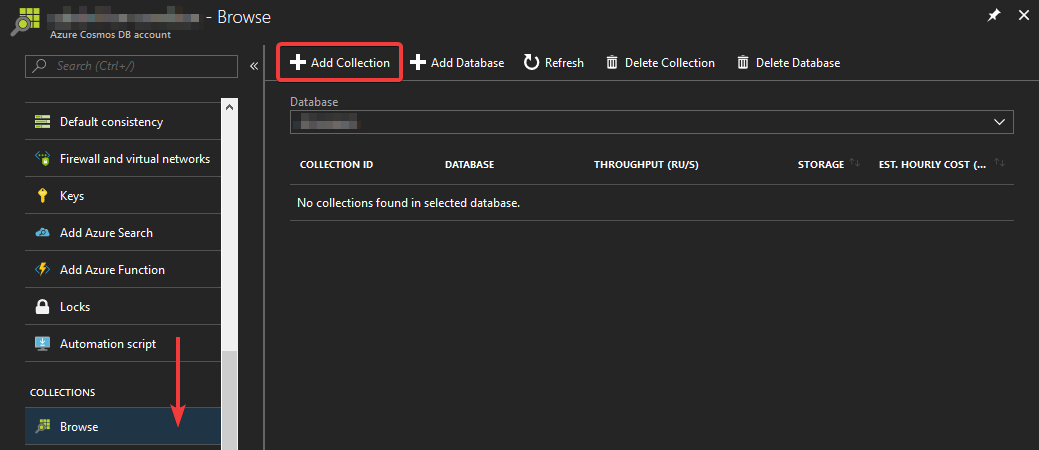 - Browse
Azure Cosmos DB account
Search (Ctrl+/)
«
Default consistency
Firewall and virtual networks
Keys
Add Azure Search
Add Azure Function
Locks
Automation script
COLLECTIONS
Browse
Add Collection
Add Database
Refresh
Delete Collection
Delete Database
Database
COLLECTION ID DATABASE THROUGHPUT (RU/S) STORAGE EST. HOURLY COST (...
No collections found in selected database.